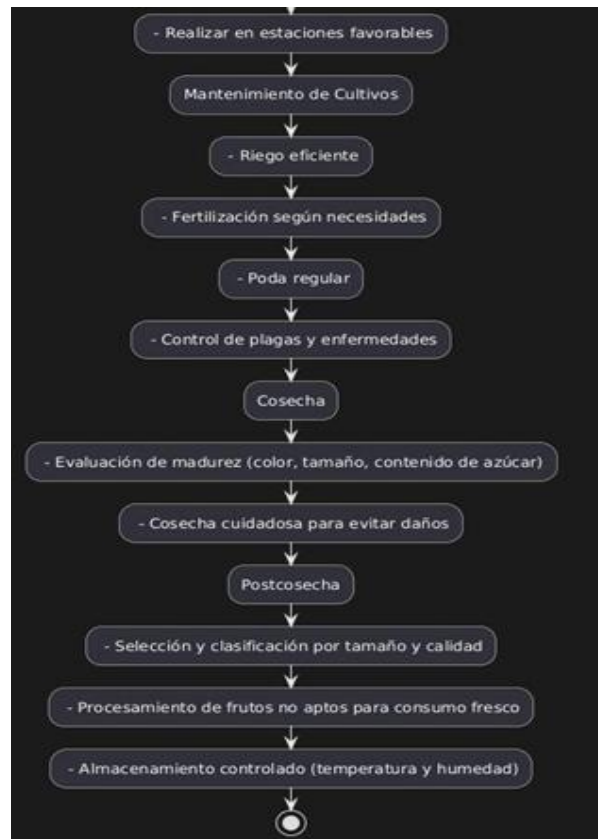 - Realizar en estaciones favorables
Mantenimiento de Cultivos
- Riego eficiente
- Fertilización según necesidades
- Poda regular
- Control de plagas y enfermedades
Cosecha
- Evaluación de madurez (color, tamaño, contenido de azúcar)
- Cosecha cuidadosa para evitar daños
Postcosecha
- Selección y clasificación por tamaño y calidad
- Procesamiento de frutos no aptos para consumo fresco
- Almacenamiento controlado (temperatura y humedad)